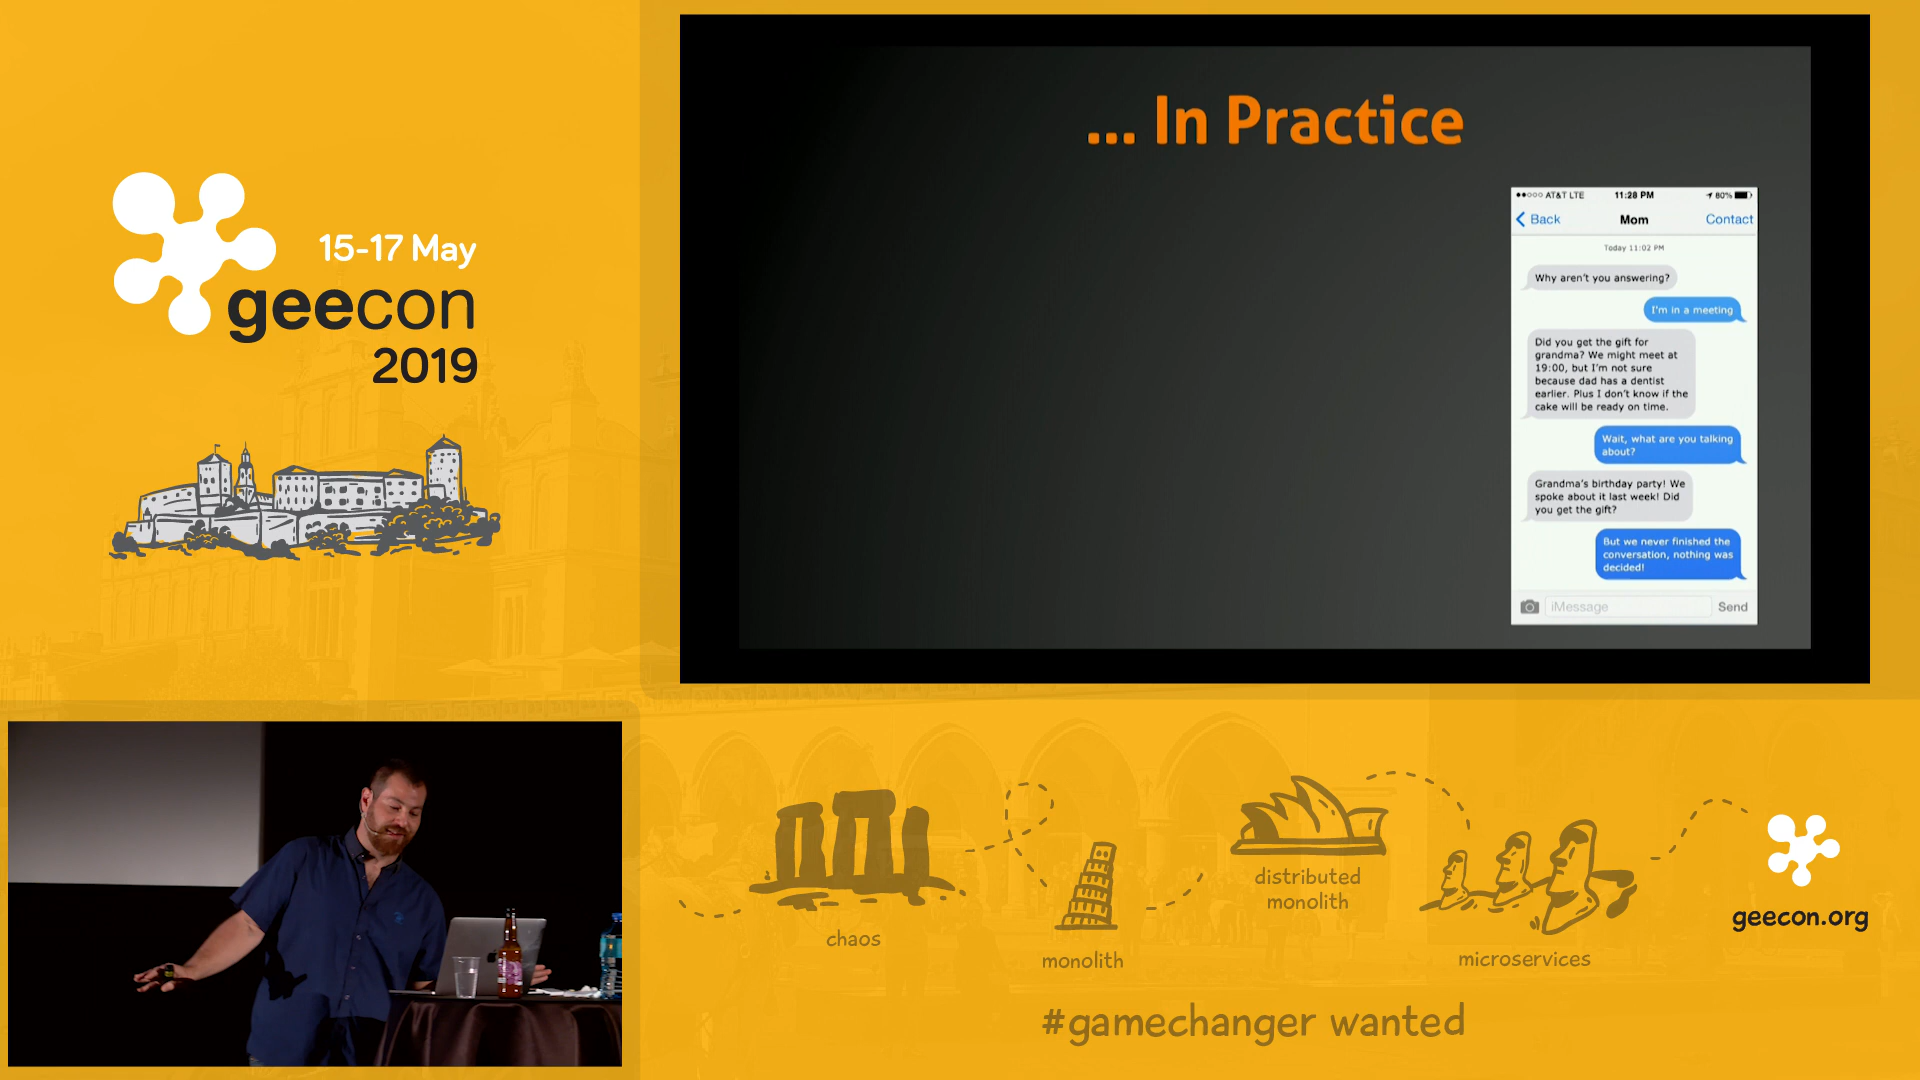 15-17 May
geecon
2019
... In Practice
AT&T LTE 11:28 PM 80%
Back Mom Contact
Today 11:02 PM
Why aren't you answering?
I'm in a meeting
Did you get the gift for
grandma? We might meet at
19:00, but I'm not sure
because dad has a dentist
earlier. Plus I don't know if the
cake will be ready on time.
Wait, what are you talking
about?
Grandma's birthday party! We
spoke about it last week! Did
you get the gift?
But we never finished the
conversation, nothing was
decided!
iMessage Send
chaos
monolith
distributed
monolith
microservices
geecon.org
#gamechanger wanted